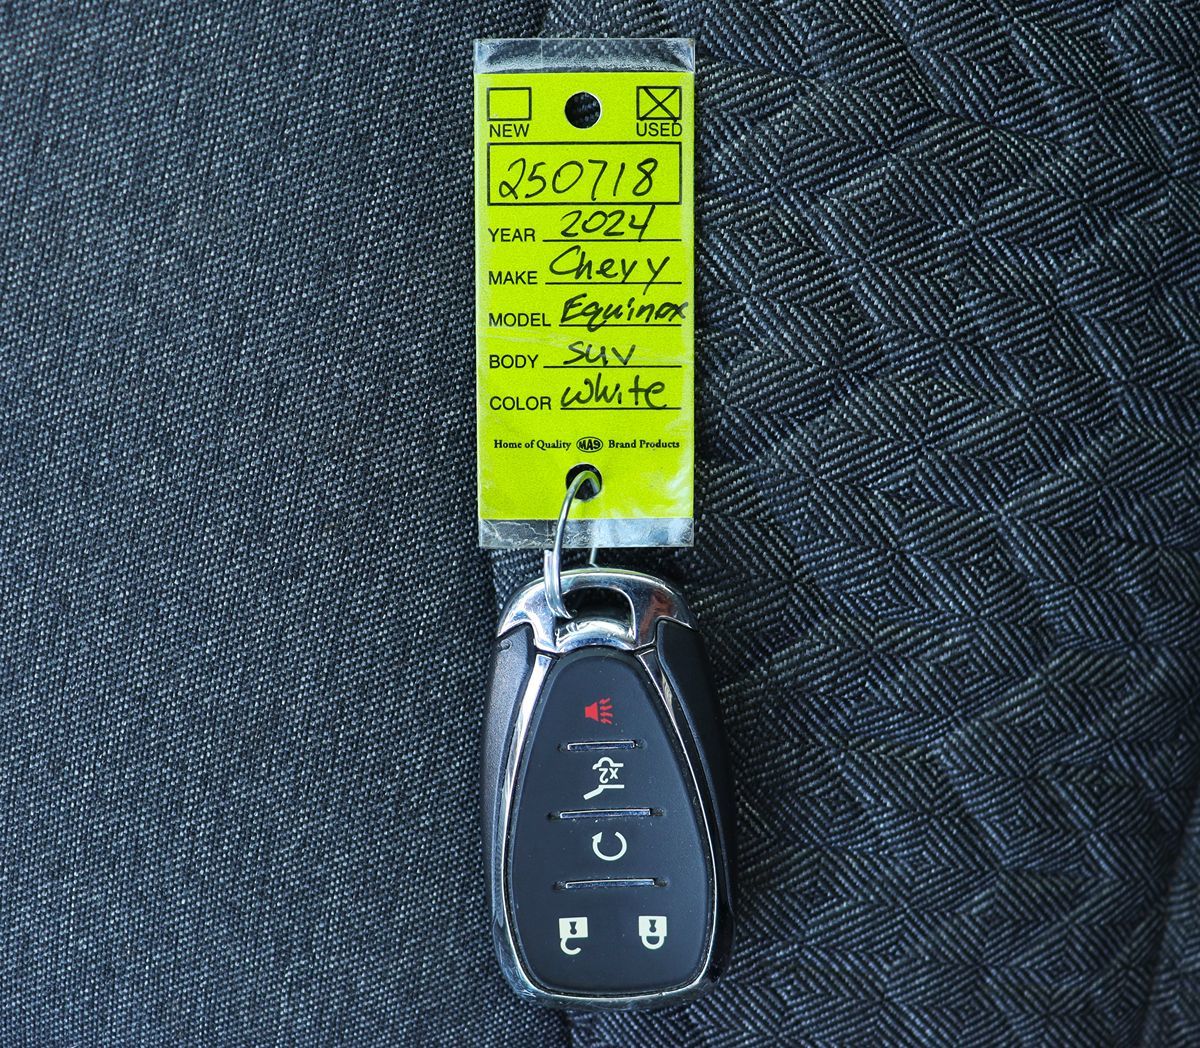 NEW USED
250718
YEAR 2024
MAKE Chevy
MODEL Equinox
BODY SUV
COLOR White
Home of Quality MAS Brand Products
x2